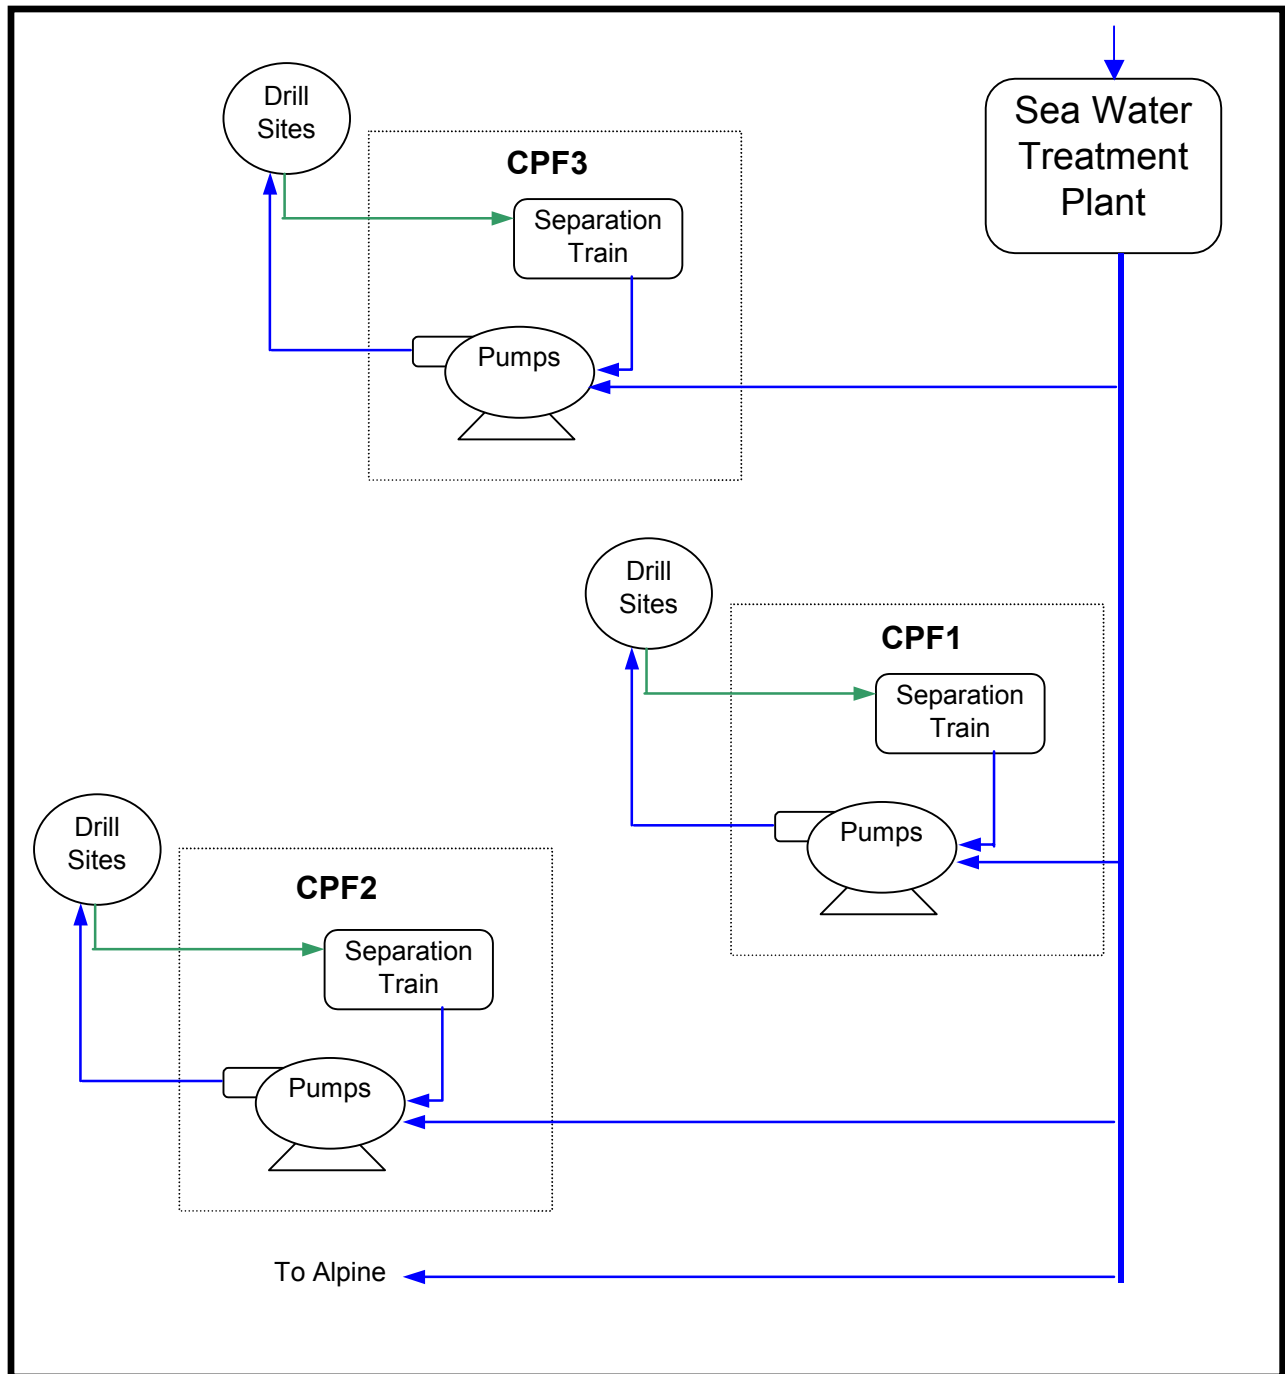 Drill
Sites
Sea Water
Treatment
Plant
CPF3
Separation
Train
Pumps
Drill
Sites
CPF1
Separation
Train
Pumps
Drill
Sites
CPF2
Separation
Train
Pumps
To Alpine